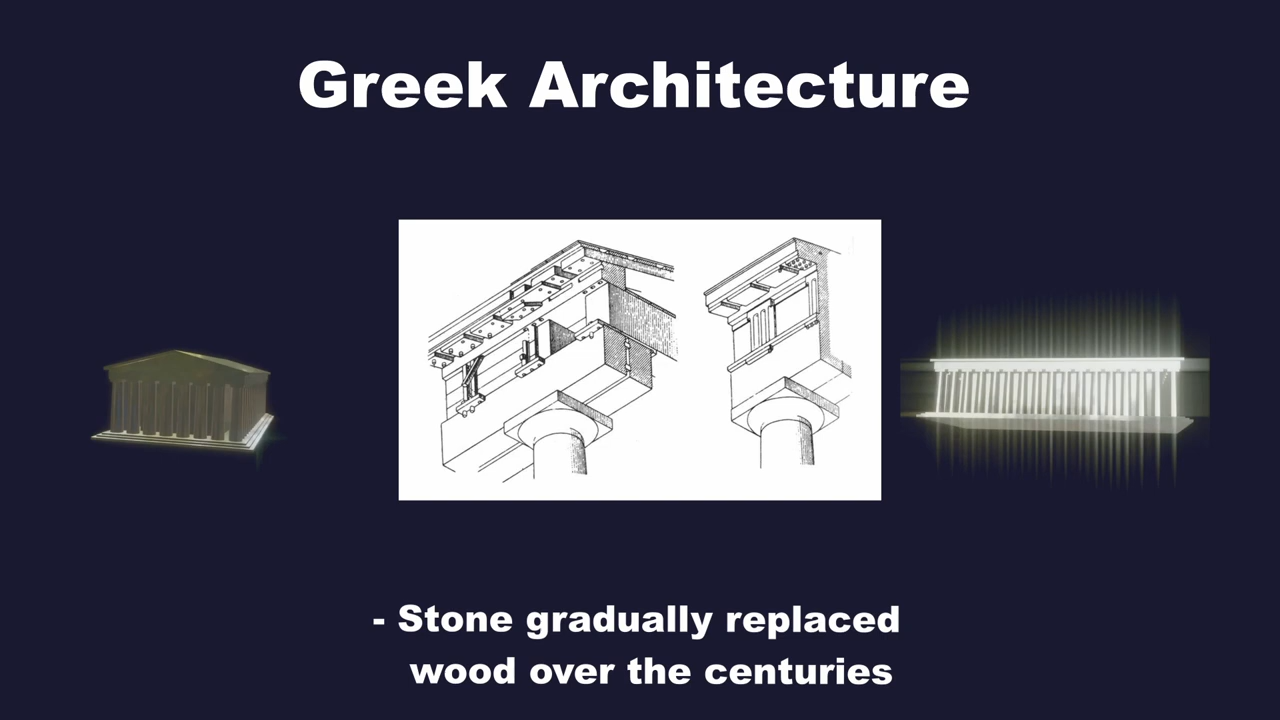 Greek Architecture
- Stone gradually replaced
wood over the centuries